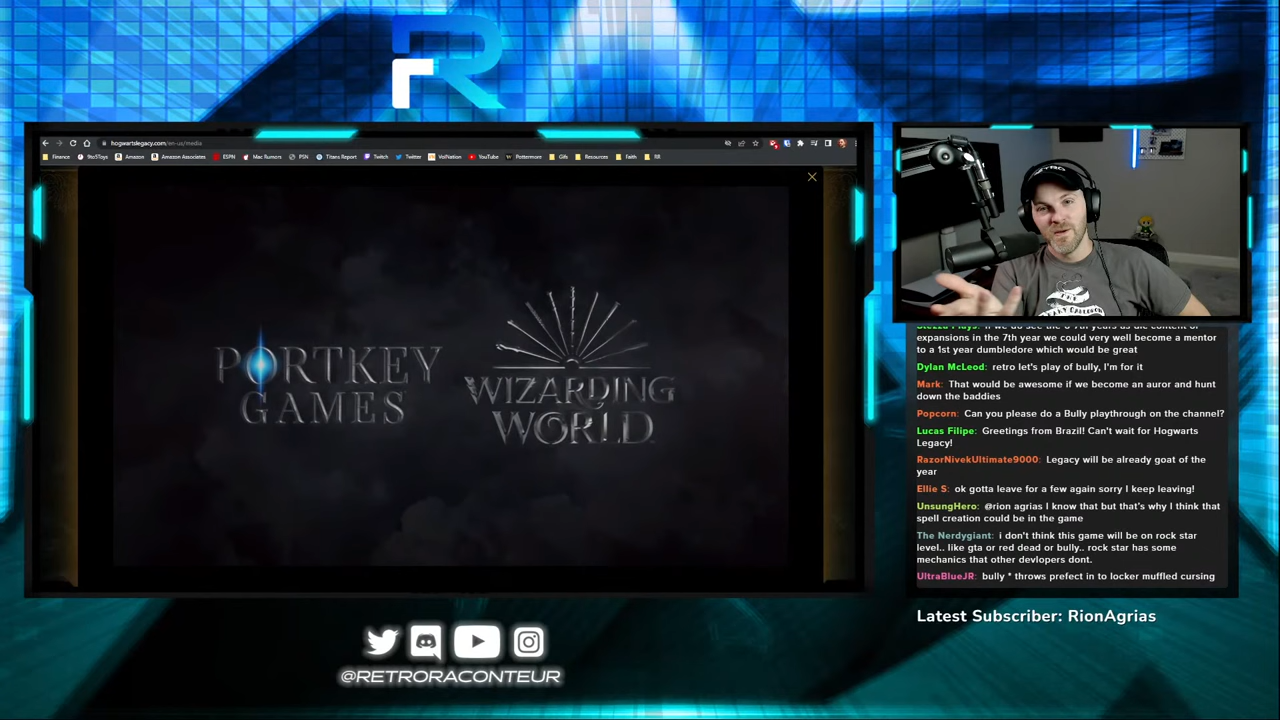 hogwartslegacy.com/en-us/media
Finance 9to5Toys Amazon Amazon Associates ESPN Mac Rumors PSN Titans Report Twitch Twitter VolNation YouTube Pottermore Gifs Resources Faith RR
PORTKEY
GAMES
WIZARDING
WORLD
expansions in the 7th year we could very well become a mentor
to a 1st year dumbledore which would be great
Dylan McLeod: retro let's play of bully, I'm for it
Mark: That would be awesome if we become an auror and hunt
down the baddies
Popcorn: Can you please do a Bully playthrough on the channel?
Lucas Filipe: Greetings from Brazil! Can't wait for Hogwarts
Legacy!
RazorNivekUltimate9000: Legacy will be already goat of the
year
Ellie S: ok gotta leave for a few again sorry I keep leaving!
UnsungHero: @rion agrias I know that but that's why I think that
spell creation could be in the game
The Nerdygiant: i don't think this game will be on rock star
level.. like gta or red dead or bully.. rock star has some
mechanics that other devlopers dont.
UltraBlueJR: bully * throws prefect in to locker muffled cursing
Latest Subscriber: RionAgrias
@RETRORACONTEUR